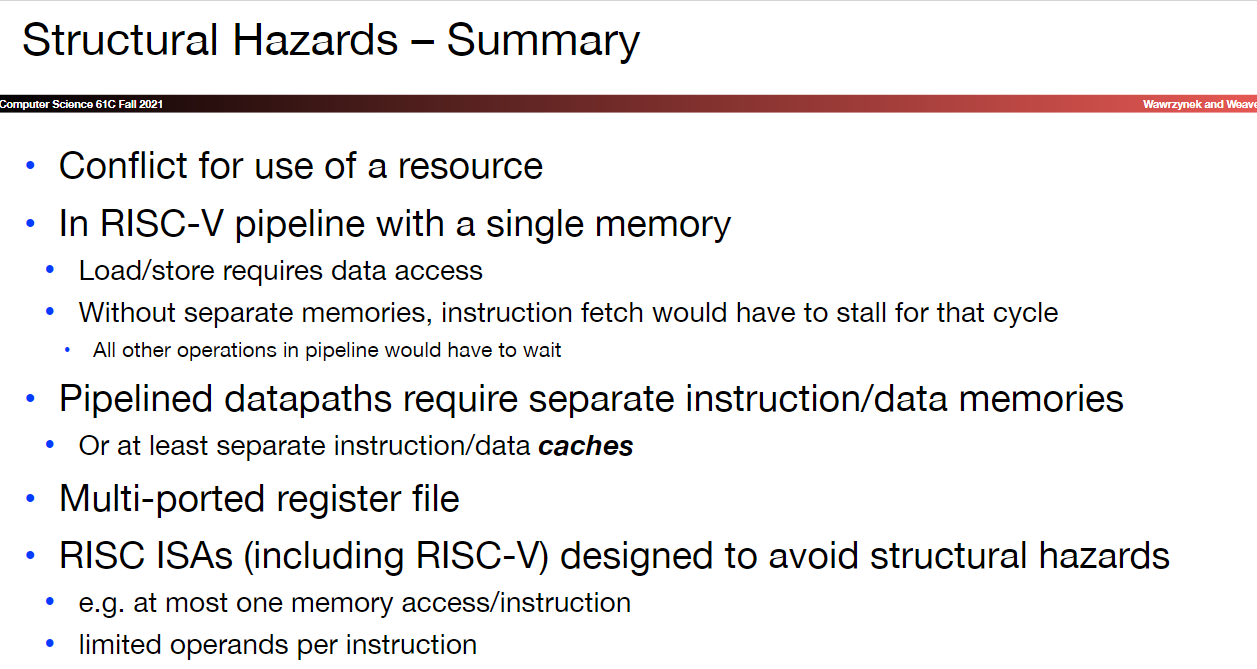 Structural Hazards – Summary
Computer Science 61C Fall 2021
Wawrzynek and Weave
• Conflict for use of a resource
• In RISC-V pipeline with a single memory
• Load/store requires data access
• Without separate memories, instruction fetch would have to stall for that cycle
• All other operations in pipeline would have to wait
• Pipelined datapaths require separate instruction/data memories
• Or at least separate instruction/data caches
• Multi-ported register file
• RISC ISAs (including RISC-V) designed to avoid structural hazards
• e.g. at most one memory access/instruction
• limited operands per instruction